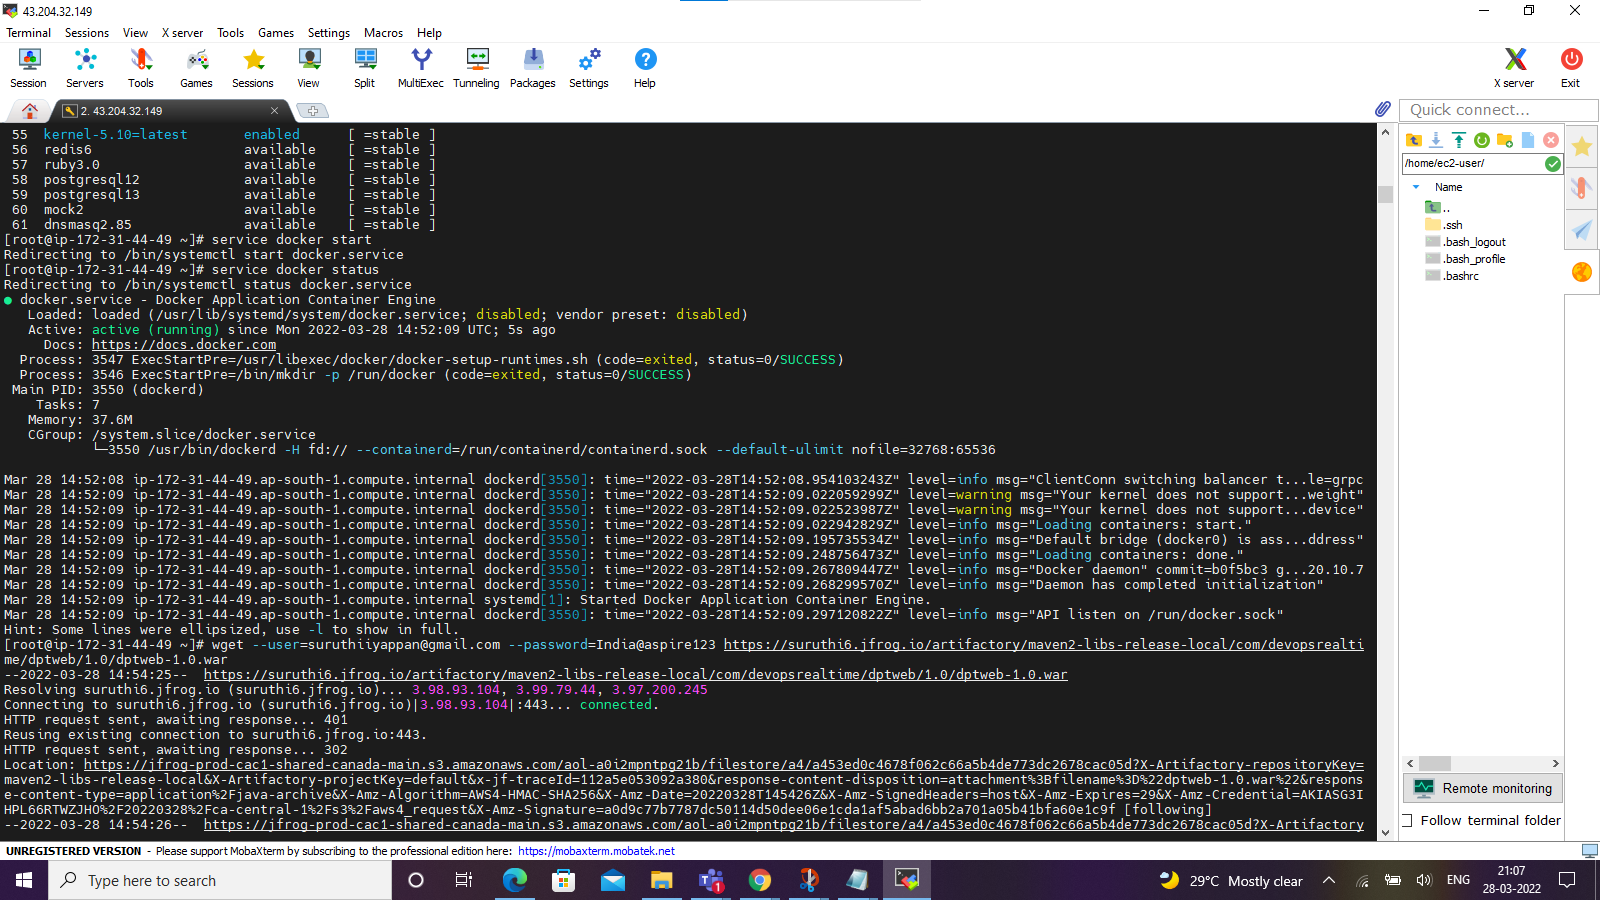 43.204.32.149
Terminal Sessions View X server Tools Games Settings Macros Help
Session Servers Tools Games Sessions View Split MultiExec Tunneling Packages Settings Help X server Exit
2. 43.204.32.149
Quick connect...
/home/ec2-user/
Name
..
.ssh
.bash_logout
.bash_profile
.bashrc
55 kernel-5.10=latest enabled [ =stable ]
56 redis6 available [ =stable ]
57 ruby3.0 available [ =stable ]
58 postgresql12 available [ =stable ]
59 postgresql13 available [ =stable ]
60 mock2 available [ =stable ]
61 dnsmasq2.85 available [ =stable ]
[root@ip-172-31-44-49 ~]# service docker start
Redirecting to /bin/systemctl start docker.service
[root@ip-172-31-44-49 ~]# service docker status
Redirecting to /bin/systemctl status docker.service
● docker.service - Docker Application Container Engine
Loaded: loaded (/usr/lib/systemd/system/docker.service; disabled; vendor preset: disabled)
Active: active (running) since Mon 2022-03-28 14:52:09 UTC; 5s ago
Docs: https://docs.docker.com
Process: 3547 ExecStartPre=/usr/libexec/docker/docker-setup-runtimes.sh (code=exited, status=0/SUCCESS)
Process: 3546 ExecStartPre=/bin/mkdir -p /run/docker (code=exited, status=0/SUCCESS)
Main PID: 3550 (dockerd)
Tasks: 7
Memory: 37.6M
CGroup: /system.slice/docker.service
└─3550 /usr/bin/dockerd -H fd:// --containerd=/run/containerd/containerd.sock --default-ulimit nofile=32768:65536
Mar 28 14:52:08 ip-172-31-44-49.ap-south-1.compute.internal dockerd[3550]: time="2022-03-28T14:52:08.954103243Z" level=info msg="ClientConn switching balancer t...le=grpc
Mar 28 14:52:09 ip-172-31-44-49.ap-south-1.compute.internal dockerd[3550]: time="2022-03-28T14:52:09.022059299Z" level=warning msg="Your kernel does not support...weight"
Mar 28 14:52:09 ip-172-31-44-49.ap-south-1.compute.internal dockerd[3550]: time="2022-03-28T14:52:09.022523987Z" level=warning msg="Your kernel does not support...device"
Mar 28 14:52:09 ip-172-31-44-49.ap-south-1.compute.internal dockerd[3550]: time="2022-03-28T14:52:09.022942829Z" level=info msg="Loading containers: start."
Mar 28 14:52:09 ip-172-31-44-49.ap-south-1.compute.internal dockerd[3550]: time="2022-03-28T14:52:09.195735534Z" level=info msg="Default bridge (docker0) is ass...ddress"
Mar 28 14:52:09 ip-172-31-44-49.ap-south-1.compute.internal dockerd[3550]: time="2022-03-28T14:52:09.248756473Z" level=info msg="Loading containers: done."
Mar 28 14:52:09 ip-172-31-44-49.ap-south-1.compute.internal dockerd[3550]: time="2022-03-28T14:52:09.267809447Z" level=info msg="Docker daemon" commit=b0f5bc3 g...20.10.7
Mar 28 14:52:09 ip-172-31-44-49.ap-south-1.compute.internal dockerd[3550]: time="2022-03-28T14:52:09.268299570Z" level=info msg="Daemon has completed initialization"
Mar 28 14:52:09 ip-172-31-44-49.ap-south-1.compute.internal systemd[1]: Started Docker Application Container Engine.
Mar 28 14:52:09 ip-172-31-44-49.ap-south-1.compute.internal dockerd[3550]: time="2022-03-28T14:52:09.297120822Z" level=info msg="API listen on /run/docker.sock"
Hint: Some lines were ellipsized, use -l to show in full.
[root@ip-172-31-44-49 ~]# wget --user=suruthiiyappan@gmail.com --password=India@aspire123 https://suruthi6.jfrog.io/artifactory/maven2-libs-release-local/com/devopsrealti
me/dptweb/1.0/dptweb-1.0.war
--2022-03-28 14:54:25-- https://suruthi6.jfrog.io/artifactory/maven2-libs-release-local/com/devopsrealtime/dptweb/1.0/dptweb-1.0.war
Resolving suruthi6.jfrog.io (suruthi6.jfrog.io)... 3.98.93.104, 3.99.79.44, 3.97.200.245
Connecting to suruthi6.jfrog.io (suruthi6.jfrog.io)|3.98.93.104|:443... connected.
HTTP request sent, awaiting response... 401
Reusing existing connection to suruthi6.jfrog.io:443.
HTTP request sent, awaiting response... 302
Location: https://jfrog-prod-cac1-shared-canada-main.s3.amazonaws.com/aol-a0i2mpntpg21b/filestore/a4/a453ed0c4678f062c66a5b4de773dc2678cac05d?X-Artifactory-repositoryKey=
maven2-libs-release-local&X-Artifactory-projectKey=default&x-jf-traceId=112a5e053092a380&response-content-disposition=attachment%3Bfilename%3D%22dptweb-1.0.war%22&respons
e-content-type=application%2Fjava-archive&X-Amz-Algorithm=AWS4-HMAC-SHA256&X-Amz-Date=20220328T145426Z&X-Amz-SignedHeaders=host&X-Amz-Expires=29&X-Amz-Credential=AKIASG3I
HPL66RTWZJHO%2F20220328%2Fca-central-1%2Fs3%2Faws4_request&X-Amz-Signature=a0d9c77b7787dc50114d50dee06e1cda1af5abad6bb2a701a05b41bfa60e1c9f [following]
--2022-03-28 14:54:26-- https://jfrog-prod-cac1-shared-canada-main.s3.amazonaws.com/aol-a0i2mpntpg21b/filestore/a4/a453ed0c4678f062c66a5b4de773dc2678cac05d?X-Artifactory
Remote monitoring
Follow terminal folder
UNREGISTERED VERSION - Please support MobaXterm by subscribing to the professional edition here: https://mobaxterm.mobatek.net
Type here to search
1
29°C Mostly clear
ENG
21:07
28-03-2022